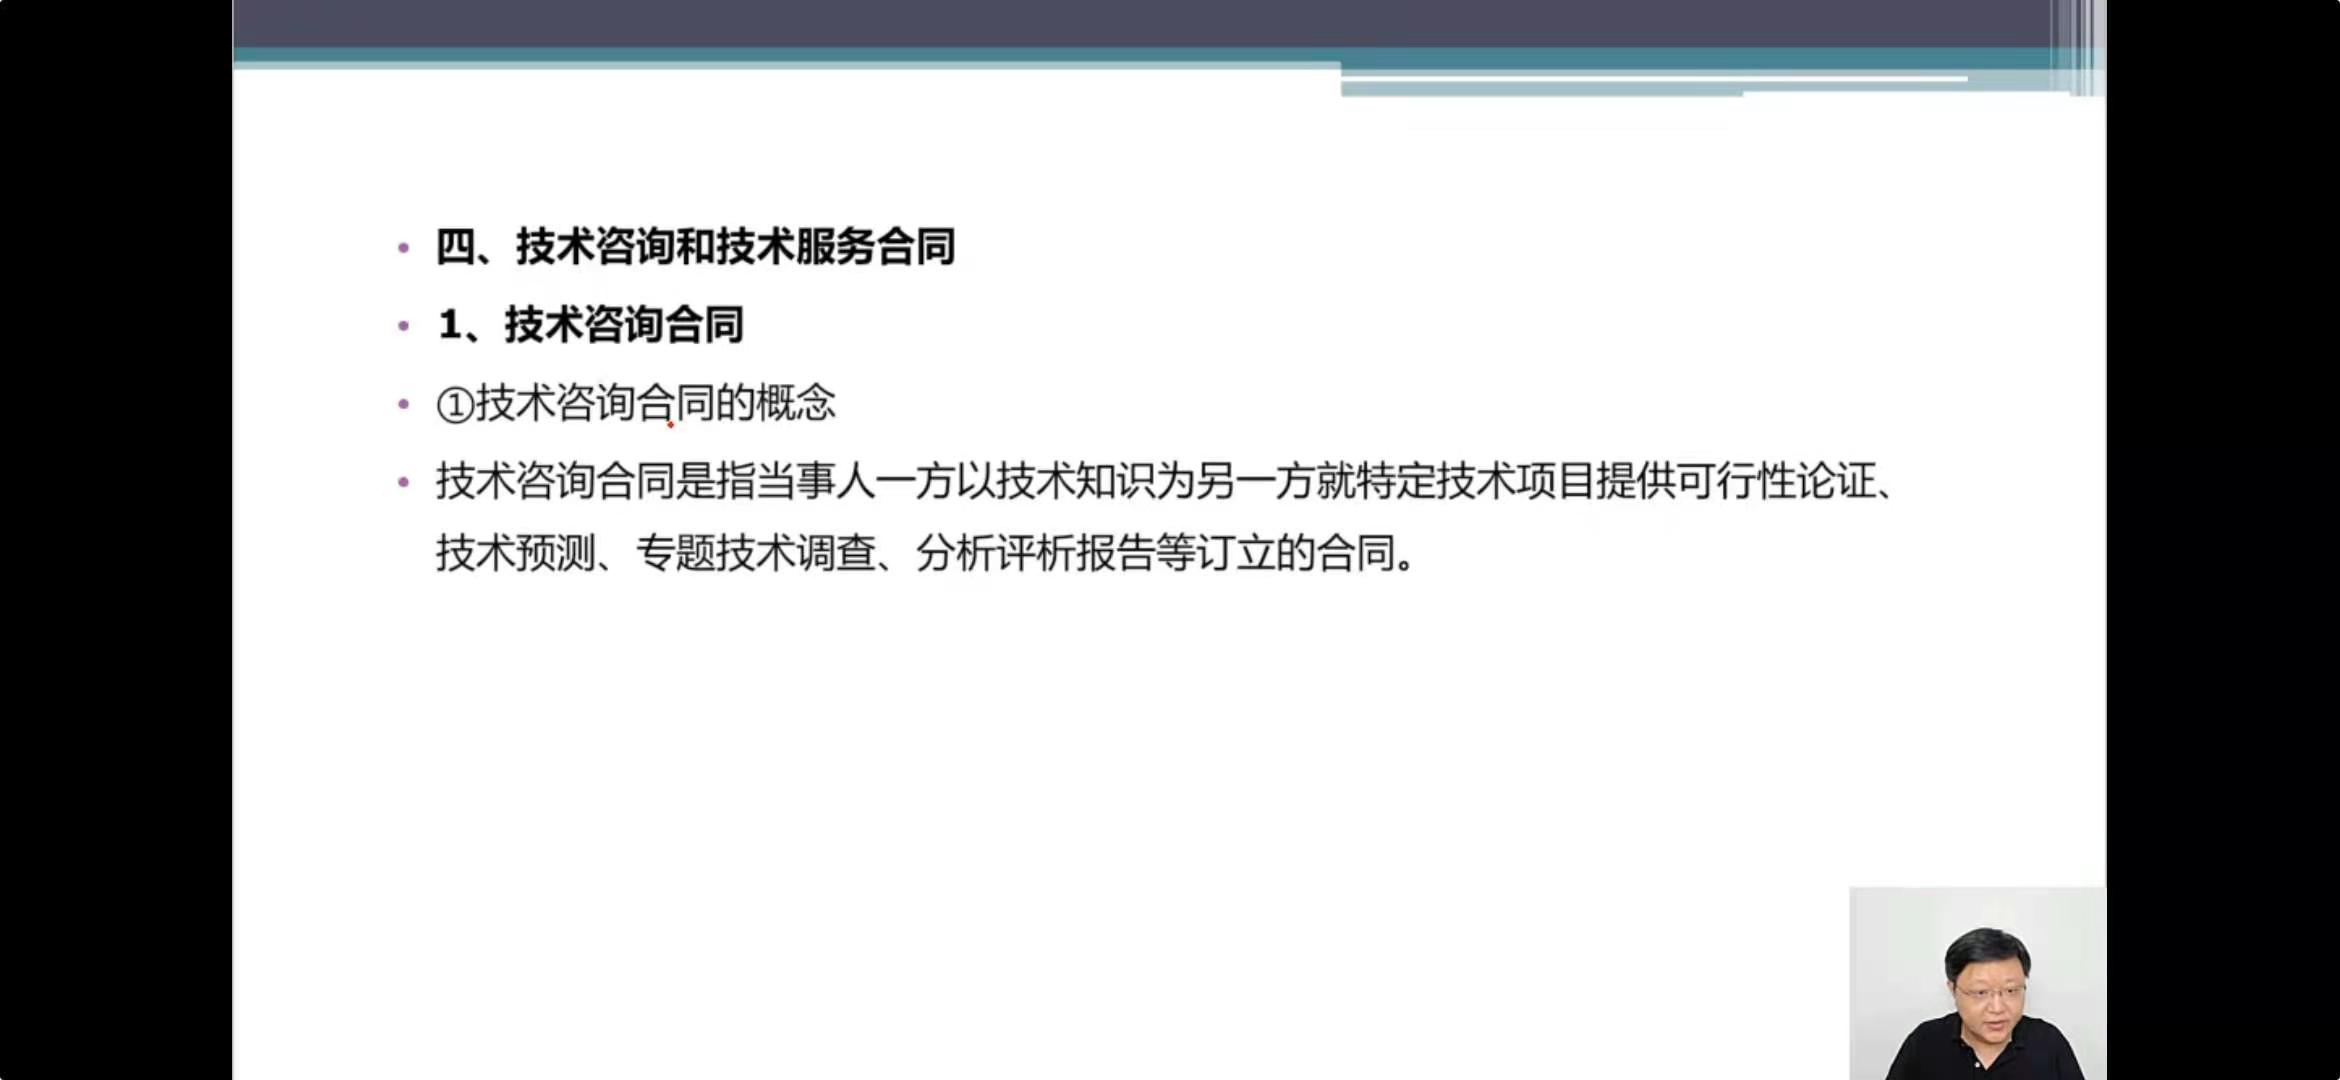 四、技术咨询和技术服务合同
1、技术咨询合同
①技术咨询合同的概念
技术咨询合同是指当事人一方以技术知识为另一方就特定技术项目提供可行性论证、
技术预测、专题技术调查、分析评析报告等订立的合同。